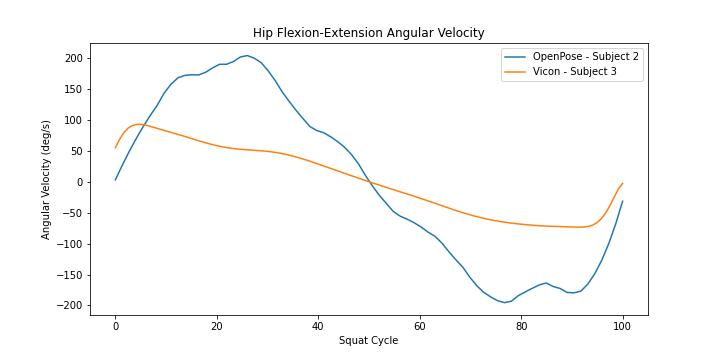 Hip Flexion-Extension Angular Velocity
OpenPose - Subject 2
Vicon - Subject 3
Angular Velocity (deg/s)
200
150
100
50
0
−50
−100
−150
−200
0 20 40 60 80 100
Squat Cycle